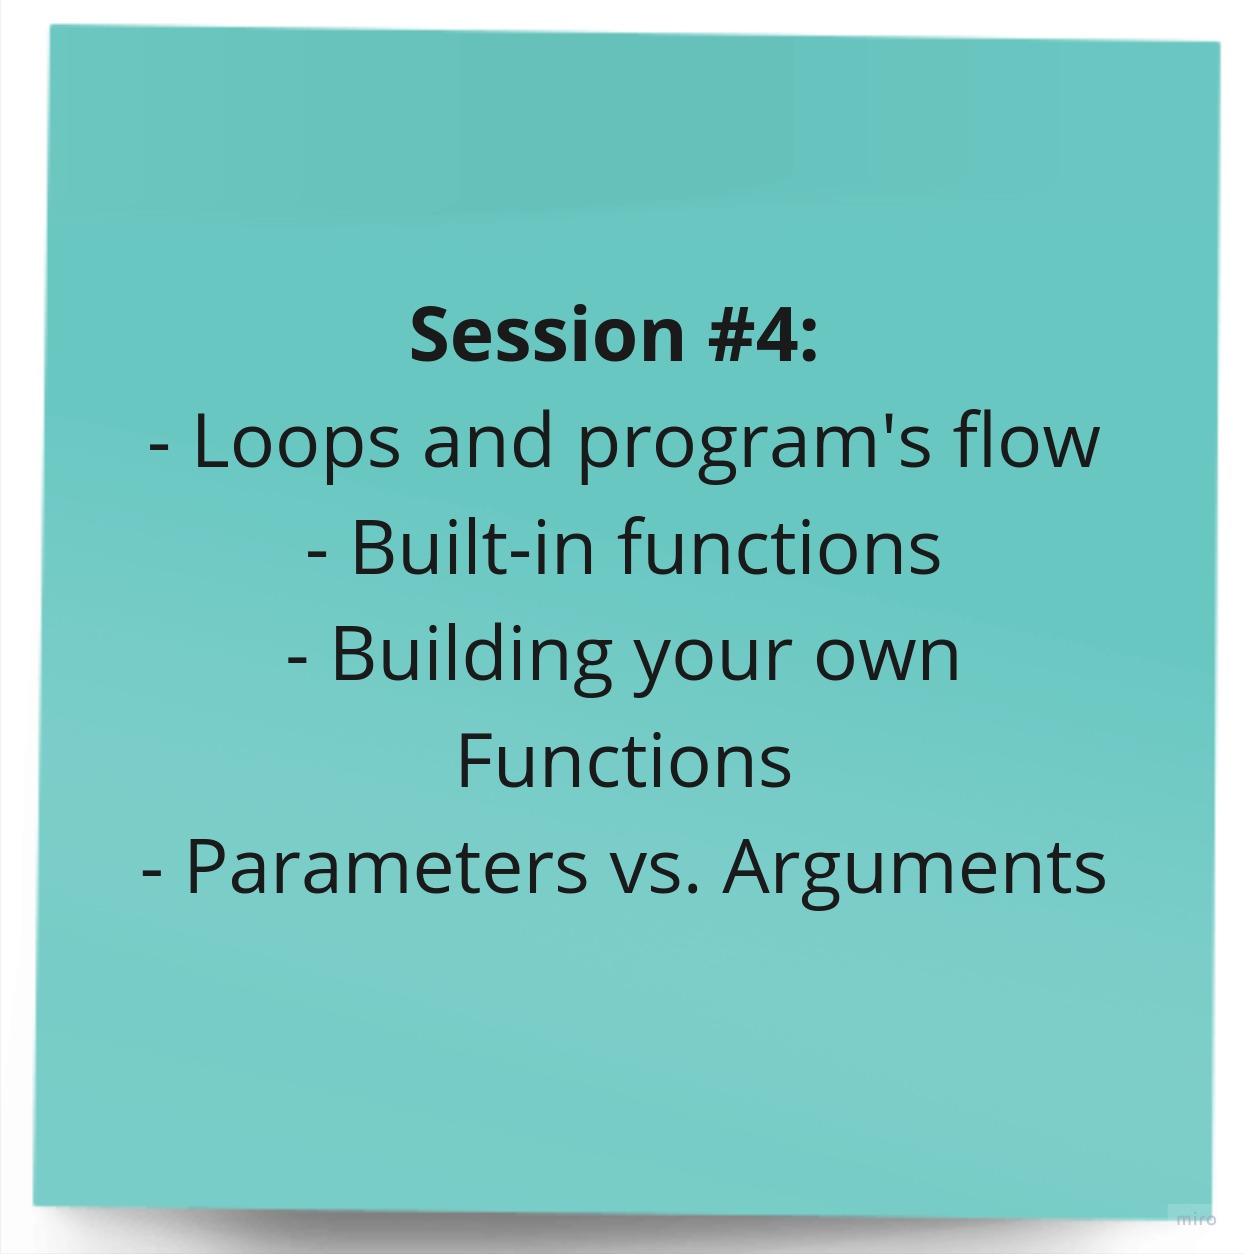 Session #4:
- Loops and program's flow
- Built-in functions
- Building your own
Functions
- Parameters vs. Arguments
miro